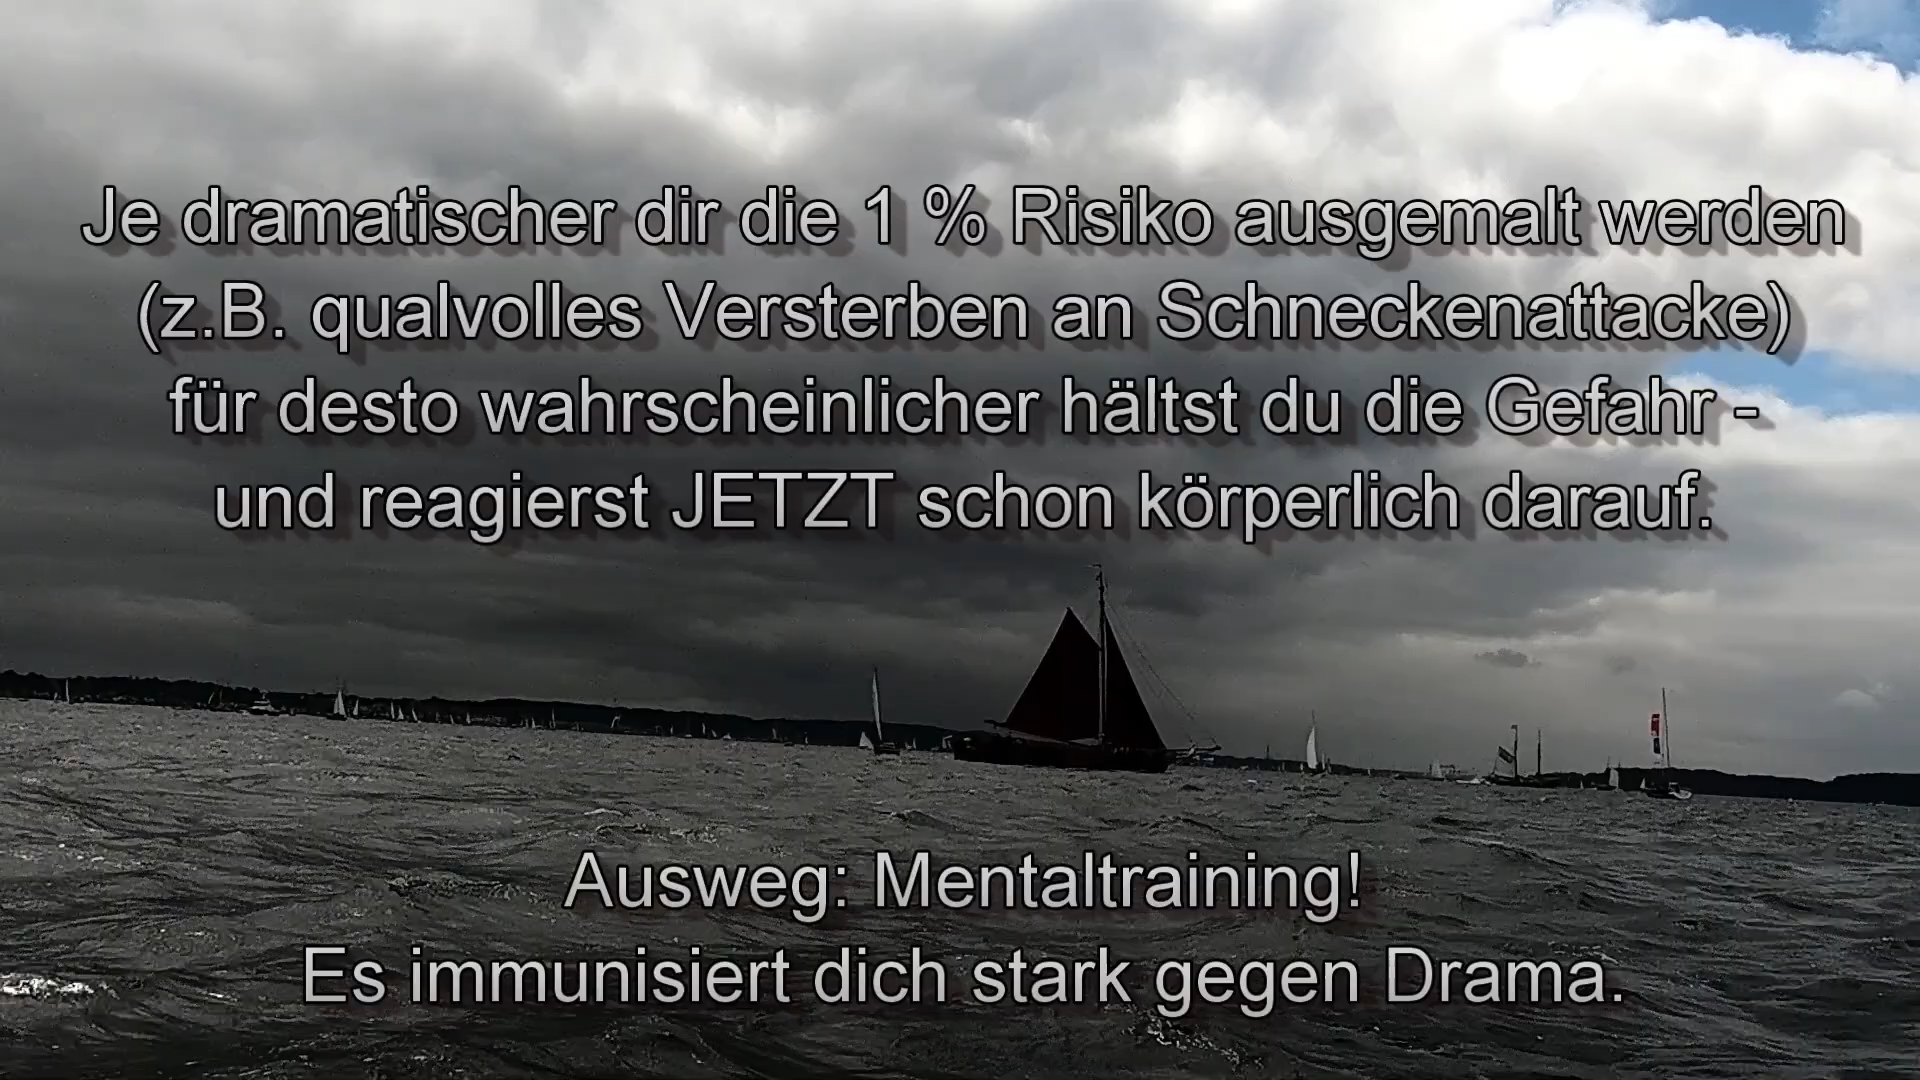 Je dramatischer dir die 1 % Risiko ausgemalt werden
(z.B. qualvolles Versterben an Schneckenattacke)
für desto wahrscheinlicher hältst du die Gefahr -
und reagierst JETZT schon körperlich darauf.
Ausweg: Mentaltraining!
Es immunisiert dich stark gegen Drama.